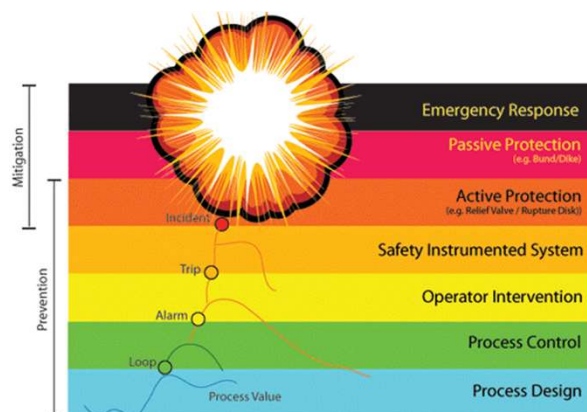 Mitigation
Prevention
Emergency Response
Passive Protection
(e.g. Bund/Dike)
Active Protection
(e.g. Relief Valve / Rupture Disk))
Incident
Safety Instrumented System
Trip
Operator Intervention
Alarm
Process Control
Loop
Process Value
Process Design